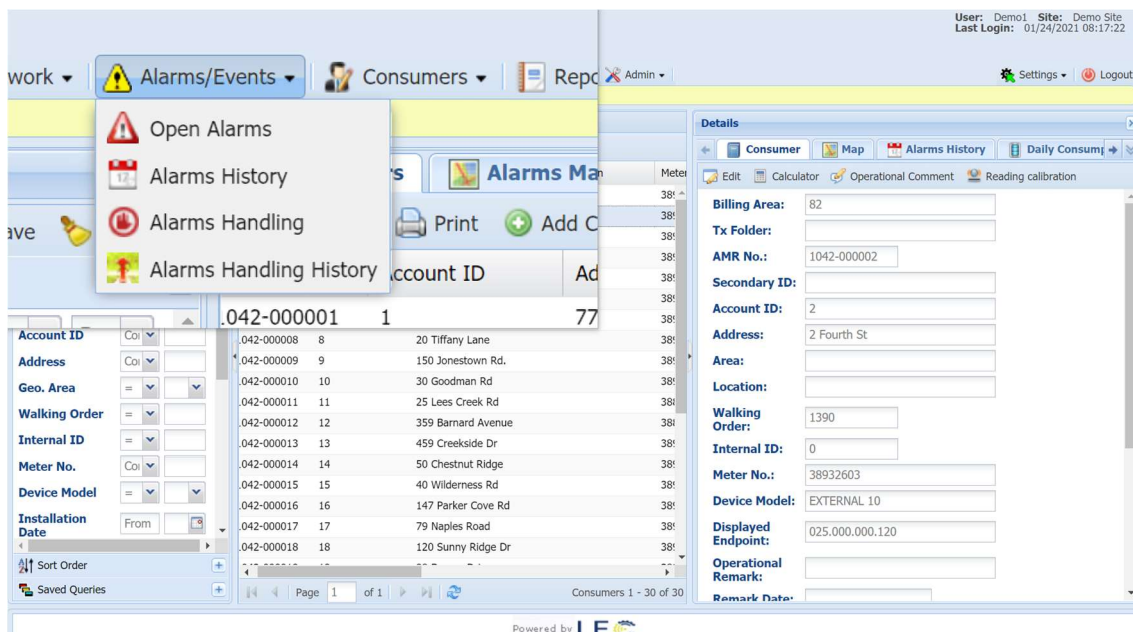 User: Demo1 Site: Demo Site
Last Login: 01/24/2021 08:17:22
work Alarms/Events Consumers Repo Admin Settings Logout
Open Alarms
Alarms History
Alarms Handling
Alarms Handling History
rs Alarms Ma
ave Print Add C
Account ID Ad
.042-000001 1 77
Account ID
Address
Geo. Area =
Walking Order =
Internal ID =
Meter No.
Device Model =
Installation
Date From
Sort Order
Saved Queries
Meter
.042-000008 8 20 Tiffany Lane
.042-000009 9 150 Jonestown Rd.
.042-000010 10 30 Goodman Rd
.042-000011 11 25 Lees Creek Rd
.042-000012 12 359 Barnard Avenue
.042-000013 13 459 Creekside Dr
.042-000014 14 50 Chestnut Ridge
.042-000015 15 40 Wilderness Rd
.042-000016 16 147 Parker Cove Rd
.042-000017 17 79 Naples Road
.042-000018 18 120 Sunny Ridge Dr
Page 1 of 1 Consumers 1 - 30 of 30
Details
Consumer Map Alarms History Daily Consump
Edit Calculator Operational Comment Reading calibration
Billing Area: 82
Tx Folder:
AMR No.: 1042-000002
Secondary ID:
Account ID: 2
Address: 2 Fourth St
Area:
Location:
Walking
Order: 1390
Internal ID: 0
Meter No.: 38932603
Device Model: EXTERNAL 10
Displayed
Endpoint: 025.000.000.120
Operational
Remark:
Remark Date:
Powered by